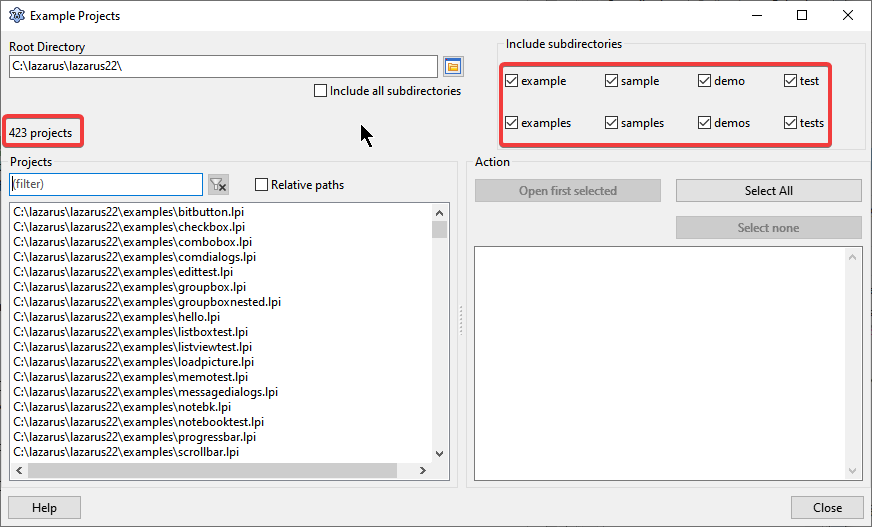 Example Projects
Root Directory
C:\lazarus\lazarus22\
Include all subdirectories
423 projects
Include subdirectories
example sample demo test
examples samples demos tests
Projects
(filter)
Relative paths
C:\lazarus\lazarus22\examples\bitbutton.lpi
C:\lazarus\lazarus22\examples\checkbox.lpi
C:\lazarus\lazarus22\examples\combobox.lpi
C:\lazarus\lazarus22\examples\comdialogs.lpi
C:\lazarus\lazarus22\examples\edittest.lpi
C:\lazarus\lazarus22\examples\groupbox.lpi
C:\lazarus\lazarus22\examples\groupboxnested.lpi
C:\lazarus\lazarus22\examples\hello.lpi
C:\lazarus\lazarus22\examples\listboxtest.lpi
C:\lazarus\lazarus22\examples\listviewtest.lpi
C:\lazarus\lazarus22\examples\loadpicture.lpi
C:\lazarus\lazarus22\examples\memotest.lpi
C:\lazarus\lazarus22\examples\messagedialogs.lpi
C:\lazarus\lazarus22\examples\notebk.lpi
C:\lazarus\lazarus22\examples\notebooktest.lpi
C:\lazarus\lazarus22\examples\progressbar.lpi
C:\lazarus\lazarus22\examples\scrollbar.lpi
Action
Open first selected
Select All
Select none
Help
Close